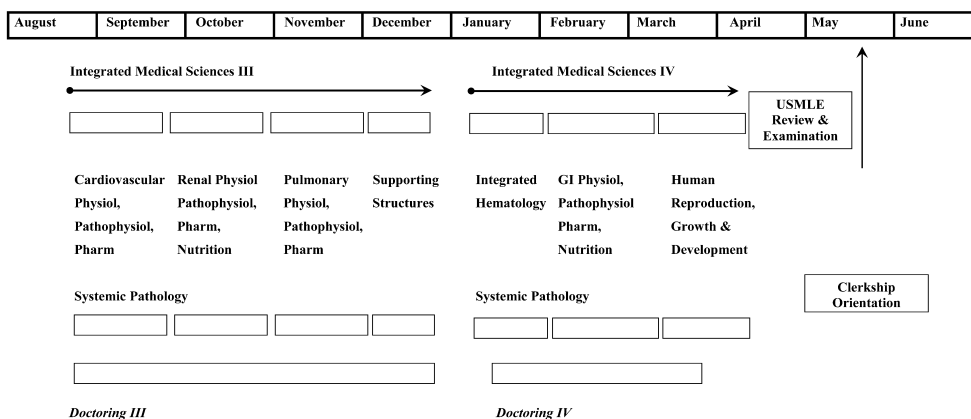 August September October November December January February March April May June
Integrated Medical Sciences III
Integrated Medical Sciences IV
USMLE
Review &
Examination
Cardiovascular
Physiol,
Pathophysiol,
Pharm
Renal Physiol
Pathophysiol,
Pharm,
Nutrition
Pulmonary
Physiol,
Pathophysiol,
Pharm
Supporting
Structures
Integrated
Hematology
GI Physiol,
Pathophysiol
Pharm,
Nutrition
Human
Reproduction,
Growth &
Development
Clerkship
Orientation
Systemic Pathology
Systemic Pathology
Doctoring III
Doctoring IV